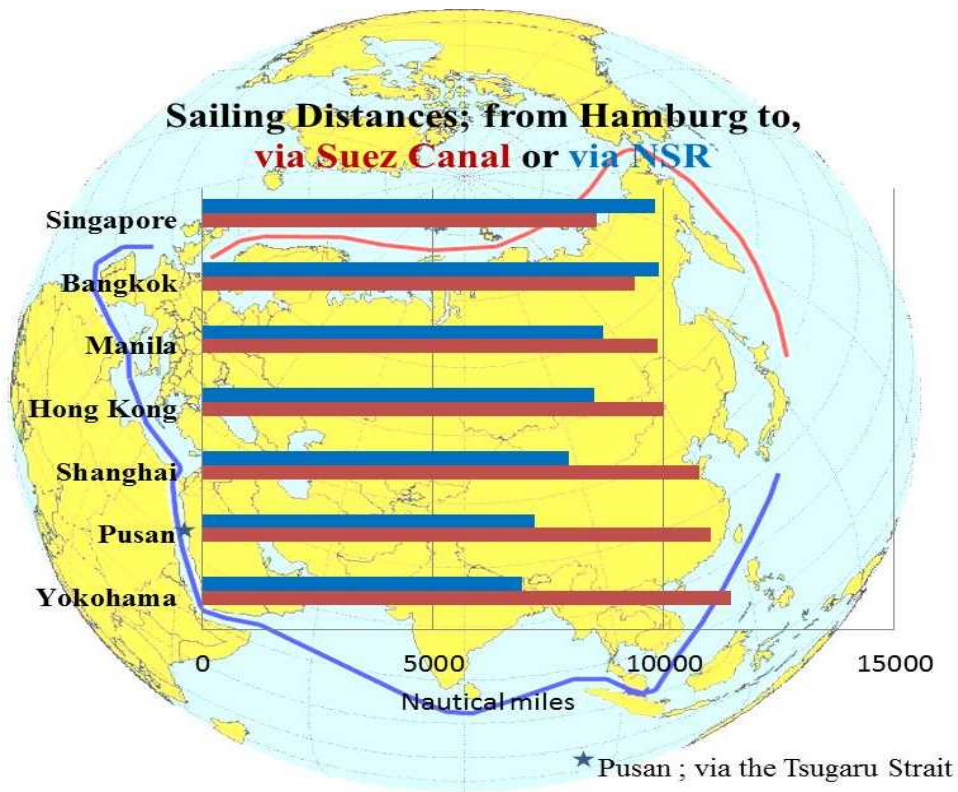 Sailing Distances; from Hamburg to,
via Suez Canal or via NSR
Singapore
Bangkok
Manila
Hong Kong
Shanghai
Pusan★
Yokohama
0 5000 10000 15000
Nautical miles
★Pusan ; via the Tsugaru Strait